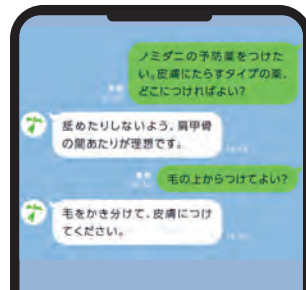 ノミダニの予防薬をつけた
い。皮膚にたらすタイプの薬、
どこにつければよい?
舐めたりしないよう、肩甲骨
の間あたりが理想です。
毛の上からつけてよい?
毛をかき分けて、皮膚につけ
てください。